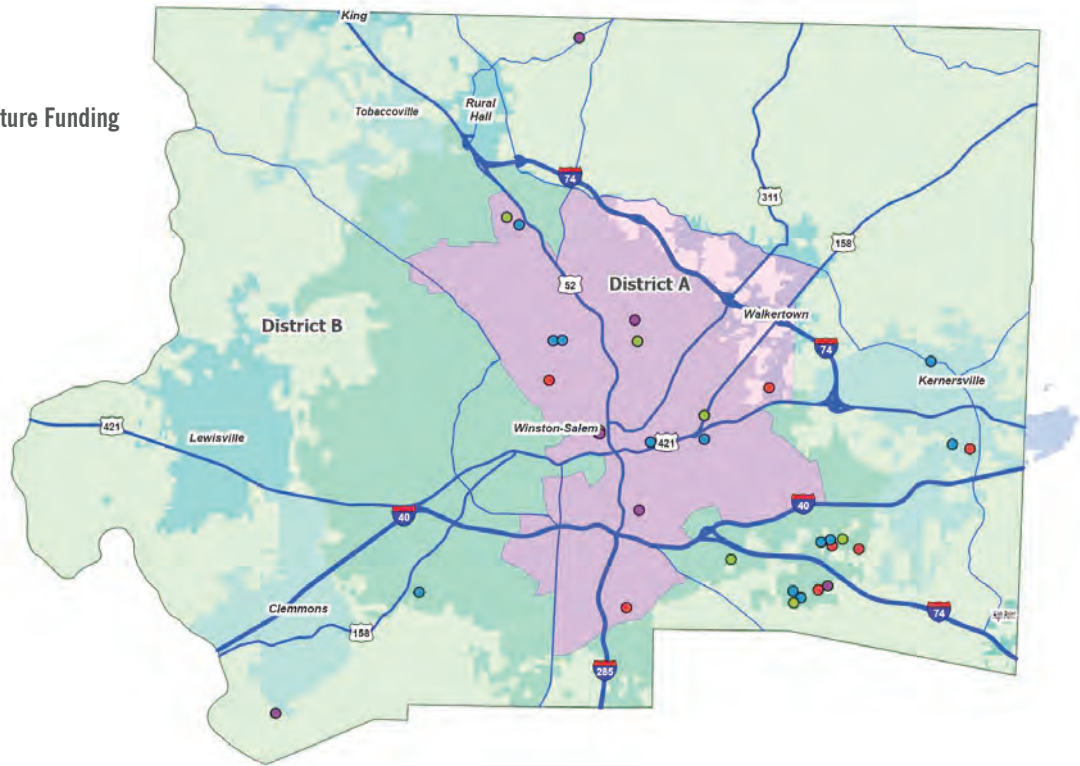 King
ture Funding
Tobaccoville
Rural
Hall
74
311
158
52
District A
District B
Walkertown
74
Kernersville
421
Lewisville
Winston-Salem
421
40
40
Clemmons
158
74
285